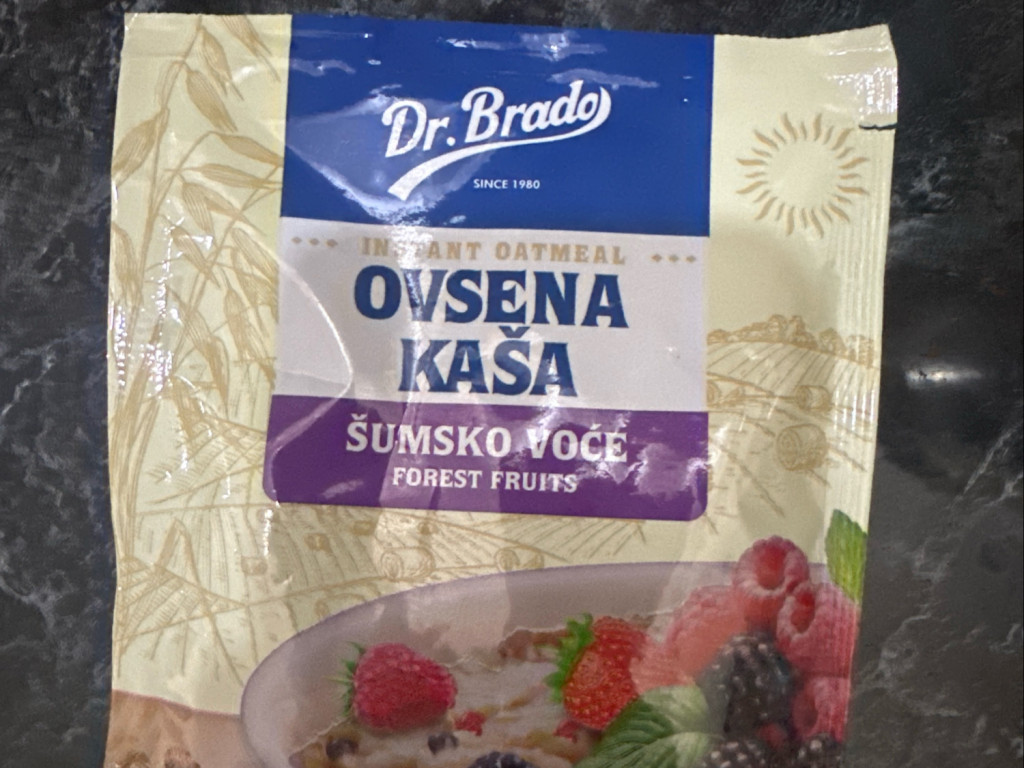 Dr. Brado
SINCE 1980
INSTANT OATMEAL
OVSENA
KAŠA
ŠUMSKO VOĆE
FOREST FRUITS